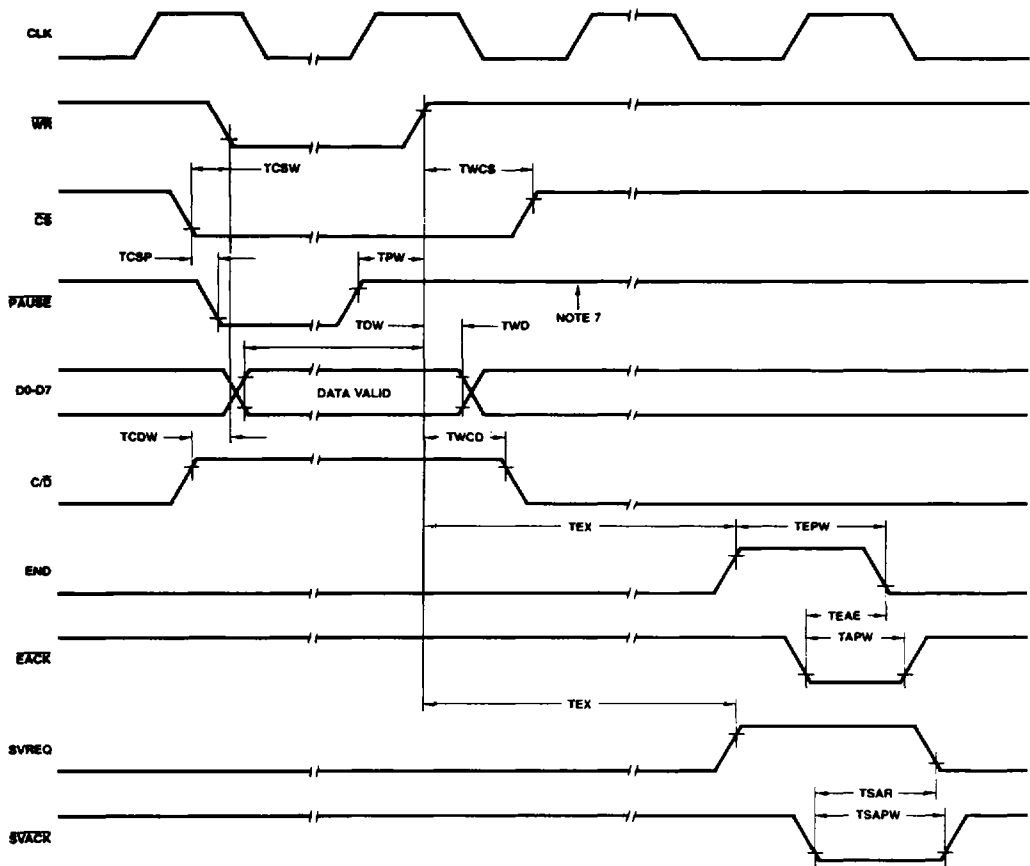 CLK
WR
TCSW
TWCS
CS
TCSP
TPW
PAUSE
NOTE 7
TDW
TWD
D0-D7
DATA VALID
TCDW
TWCD
C/D
TEX
TEPW
END
TEAE
TAPW
EACK
TEX
SVREQ
TSAR
TSAPW
SVACK